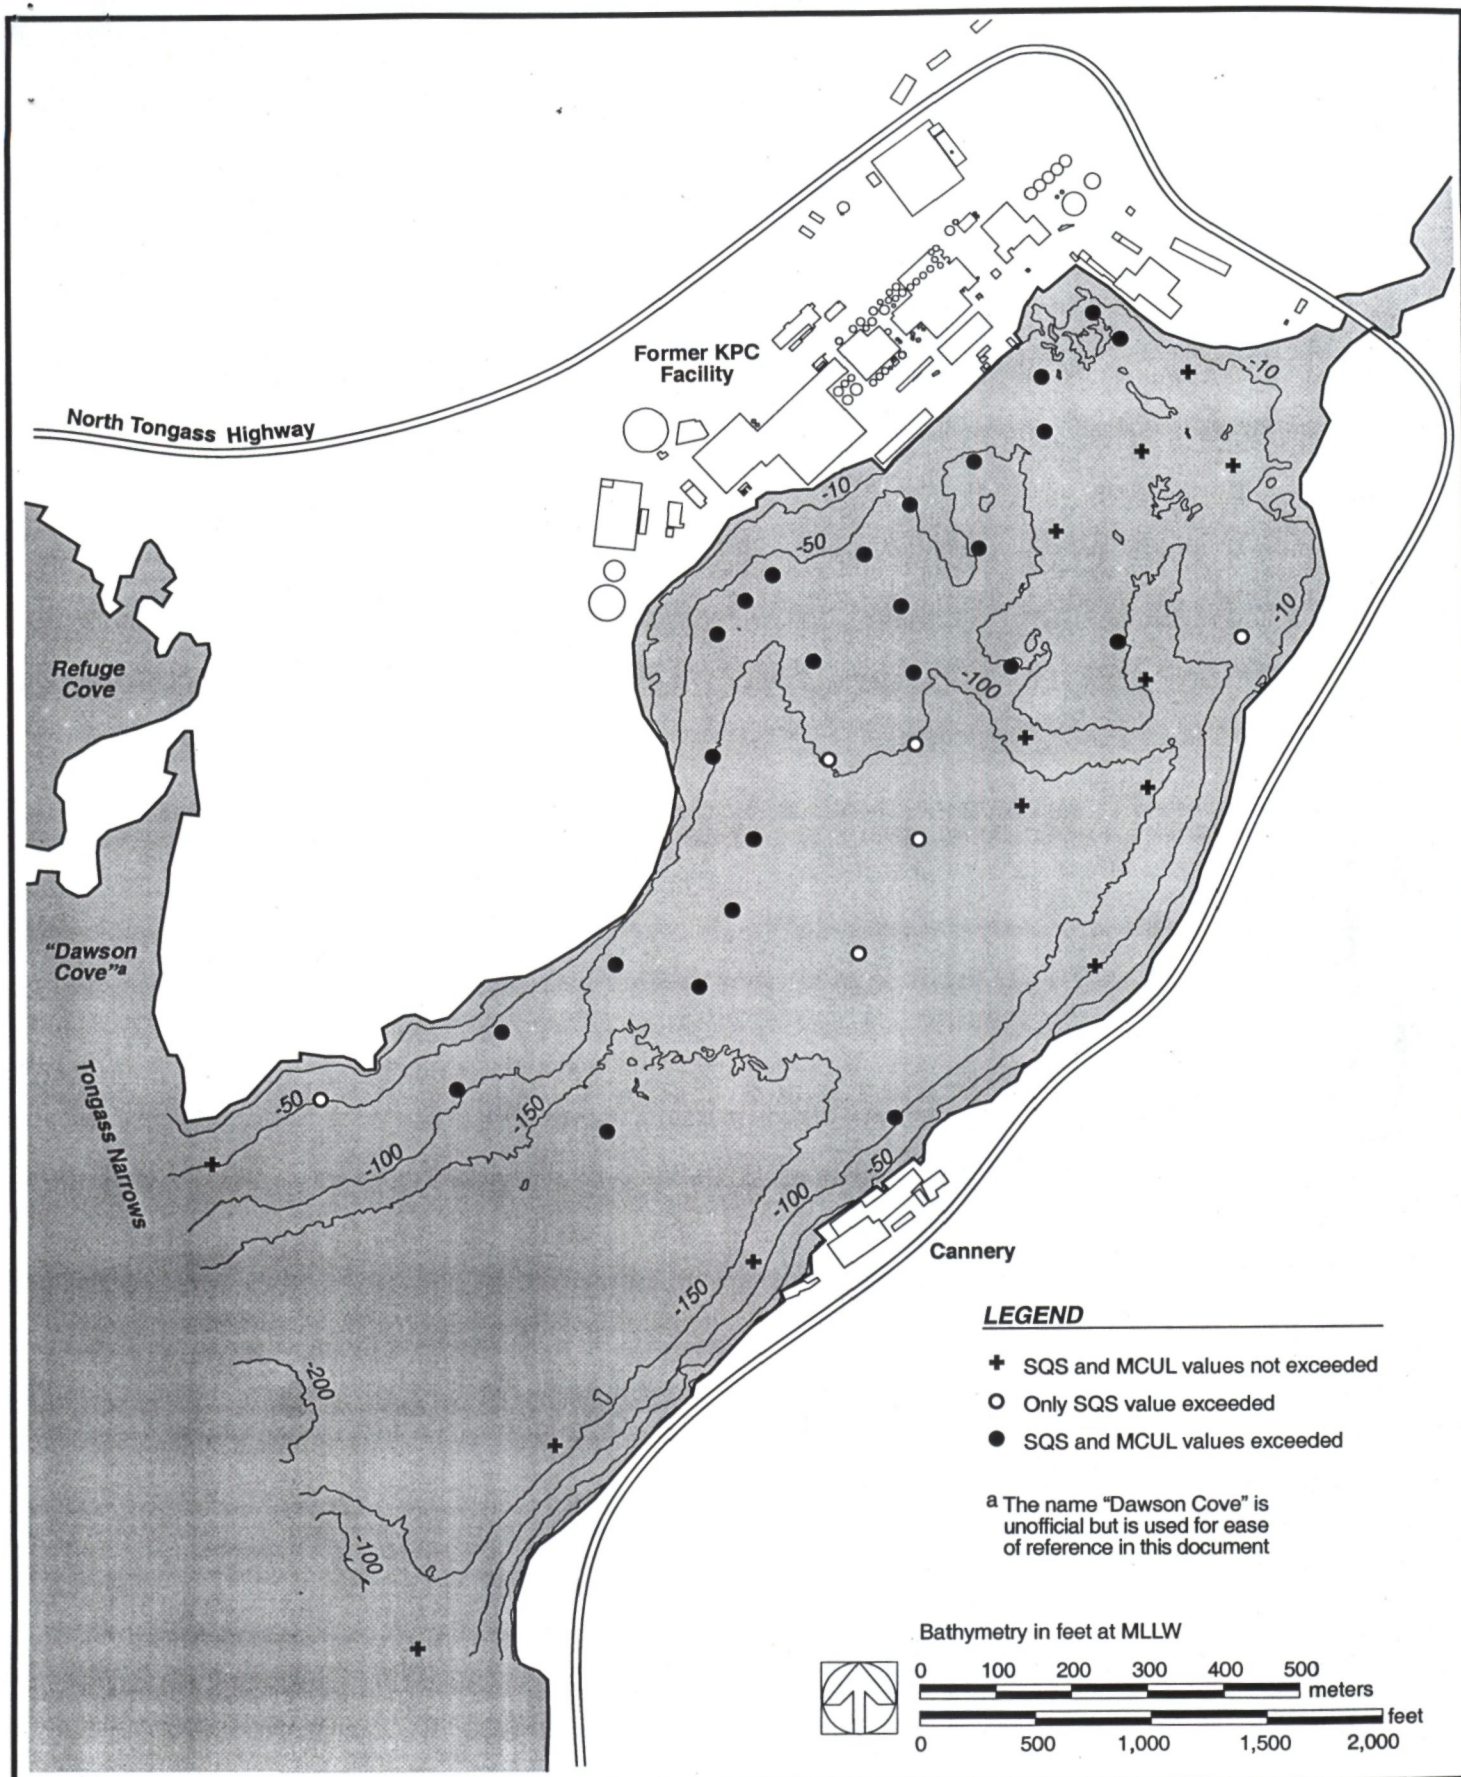 Former KPC
Facility
North Tongass Highway
-10
-10
-50
-10
Refuge
Cove
-100
“Dawson
Cove”a
Tongass Narrows
-50
-150
-100
-50
-100
Cannery
-150
-200
-100
LEGEND
SQS and MCUL values not exceeded
Only SQS value exceeded
SQS and MCUL values exceeded
a The name “Dawson Cove” is
unofficial but is used for ease
of reference in this document
Bathymetry in feet at MLLW
0 100 200 300 400 500
meters
feet
0 500 1,000 1,500 2,000